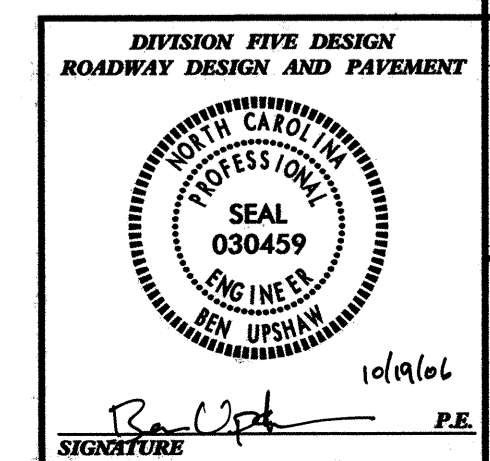 DIVISION FIVE DESIGN
ROADWAY DESIGN AND PAVEMENT
NORTH CAROLINA
PROFESSIONAL
SEAL
030459
ENGINEER
BEN UPSHAW
10/19/06
P.E.
SIGNATURE